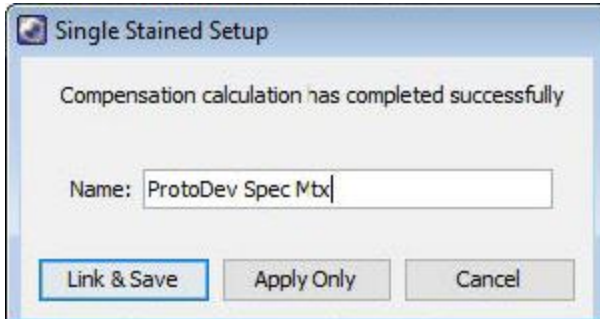 Single Stained Setup
Compensation calculation has completed successfully
Name: ProtoDev Spec Mtx
Link & Save Apply Only Cancel